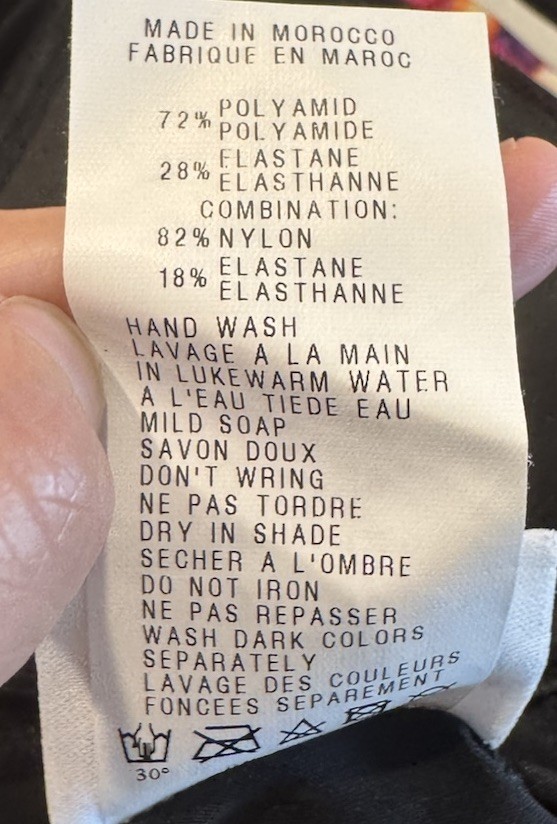 MADE IN MOROCCO
FABRIQUE EN MAROC
72% POLYAMID
POLYAMIDE
28% ELASTANE
ELASTHANNE
COMBINATION:
82% NYLON
18% ELASTANE
ELASTHANNE
HAND WASH
LAVAGE A LA MAIN
IN LUKEWARM WATER
A L'EAU TIEDE EAU
MILD SOAP
SAVON DOUX
DON'T WRING
NE PAS TORDRE
DRY IN SHADE
SECHER A L'OMBRE
DO NOT IRON
NE PAS REPASSER
WASH DARK COLORS
SEPARATELY
LAVAGE DES COULEURS
FONCEES SEPAREMENT
30°